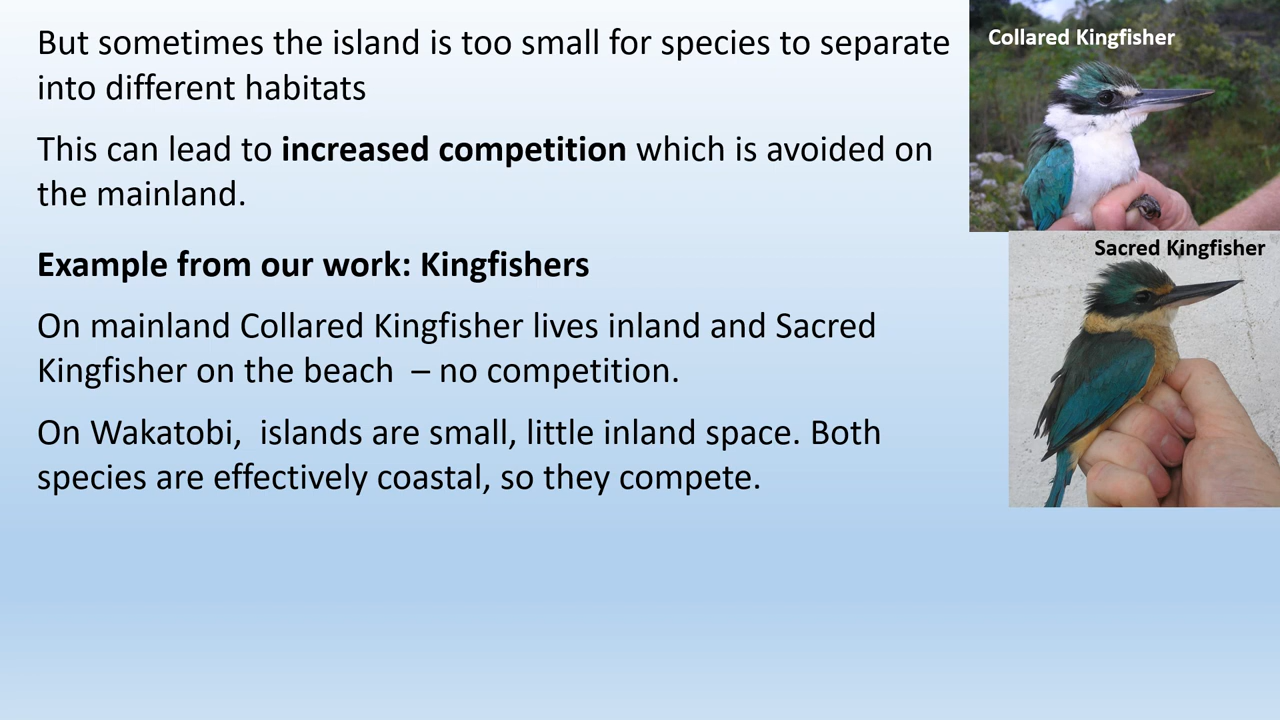 But sometimes the island is too small for species to separate
into different habitats
This can lead to increased competition which is avoided on
the mainland.
Example from our work: Kingfishers
On mainland Collared Kingfisher lives inland and Sacred
Kingfisher on the beach  – no competition.
On Wakatobi,  islands are small, little inland space. Both
species are effectively coastal, so they compete.
Collared Kingfisher
Sacred Kingfisher